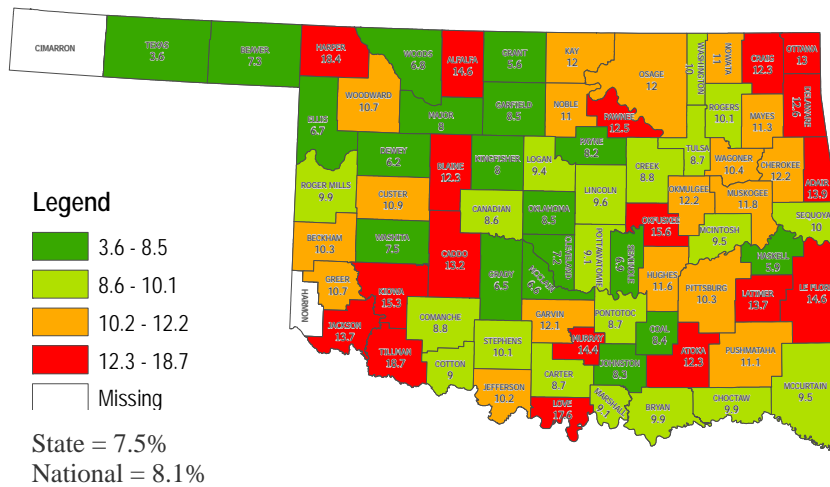 CIMARRON
TEXAS
3.6
BEAVER
7.3
HARPER
18.4
WOODS
6.8
ALFALFA
14.6
GRANT
5.6
KAY
12
OSAGE
12
WASHINGTON
10
NOWATA
11
CRAIG
12.3
OTTAWA
13
DELAWARE
12.5
WOODWARD
10.7
ELLIS
6.7
MAJOR
8
GARFIELD
8.5
NOBLE
11
PAWNEE
12.5
ROGERS
10.1
MAYES
11.3
DEWEY
6.2
BLAINE
12.3
KINGFISHER
8
LOGAN
9.4
PAYNE
8.2
CREEK
8.8
TULSA
8.7
WAGONER
10.4
CHEROKEE
12.2
ADAIR
13.9
ROGER MILLS
9.9
CUSTER
10.9
CANADIAN
8.6
OKLAHOMA
8.5
LINCOLN
9.6
OKMULGEE
12.2
MUSKOGEE
11.8
SEQUOYA
10
Legend
3.6 - 8.5
8.6 - 10.1
10.2 - 12.2
12.3 - 18.7
Missing
BECKHAM
10.3
WASHITA
7.5
CADDO
13.2
GRADY
6.5
CLEVELAND
7.2
POTTAWATOMIE
9.1
SEMINOLE
6.9
OKFUSKEE
15.6
MCINTOSH
9.5
HASKELL
5.9
GREER
10.7
HARMON
KIOWA
15.3
MCCLAIN
6.6
HUGHES
11.6
PITTSBURG
10.3
LATIMER
13.7
LE FLOR
14.6
JACKSON
13.7
TILLMAN
18.7
COMANCHE
8.8
COTTON
9
STEPHENS
10.1
GARVIN
12.1
MURRAY
14.4
PONTOTOC
8.7
COAL
8.4
ATOKA
12.3
PUSHMATAHA
11.1
MCCURTAIN
9.5
JEFFERSON
10.2
CARTER
8.7
LOVE
17.6
JOHNSTON
8.3
MARSHALL
9.1
BRYAN
9.9
CHOCTAW
9.9
State = 7.5%
National = 8.1%